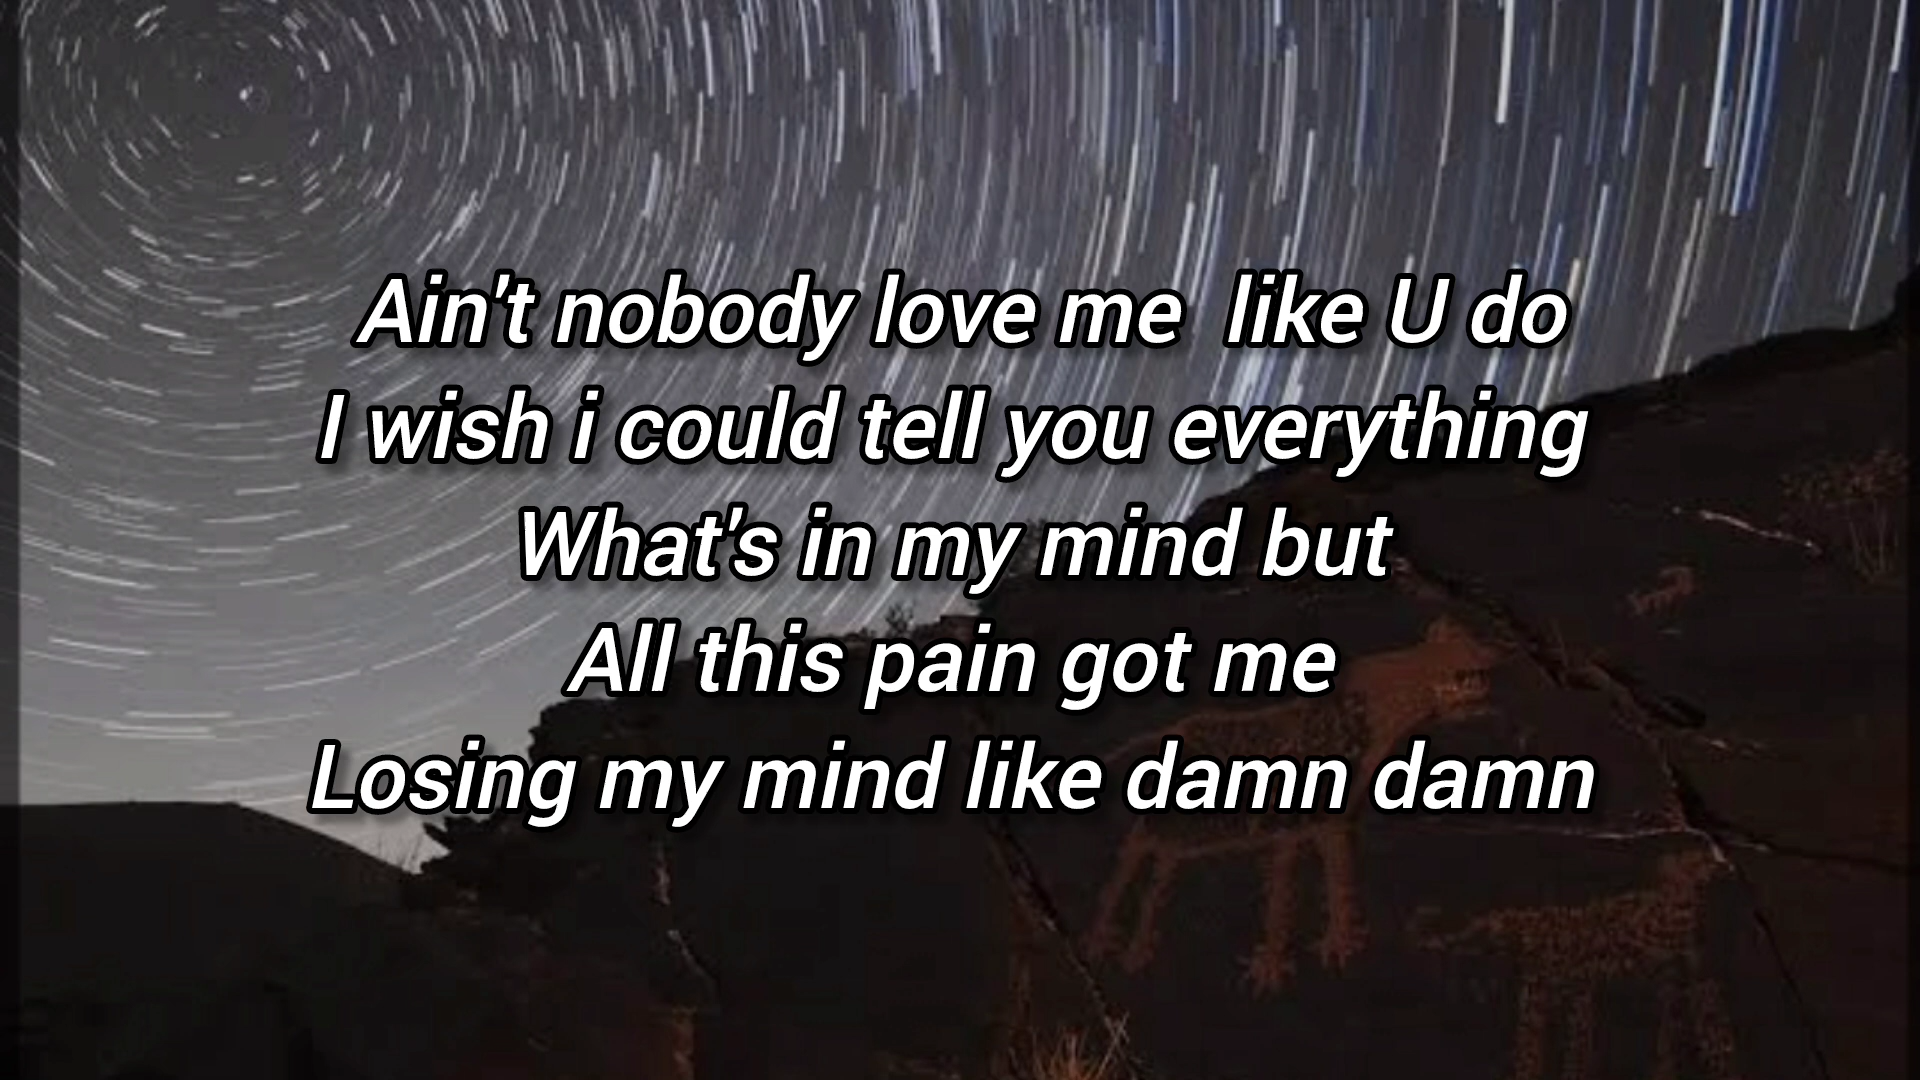 Ain't nobody love me  like U do
I wish i could tell you everything
What's in my mind but
All this pain got me
Losing my mind like damn damn